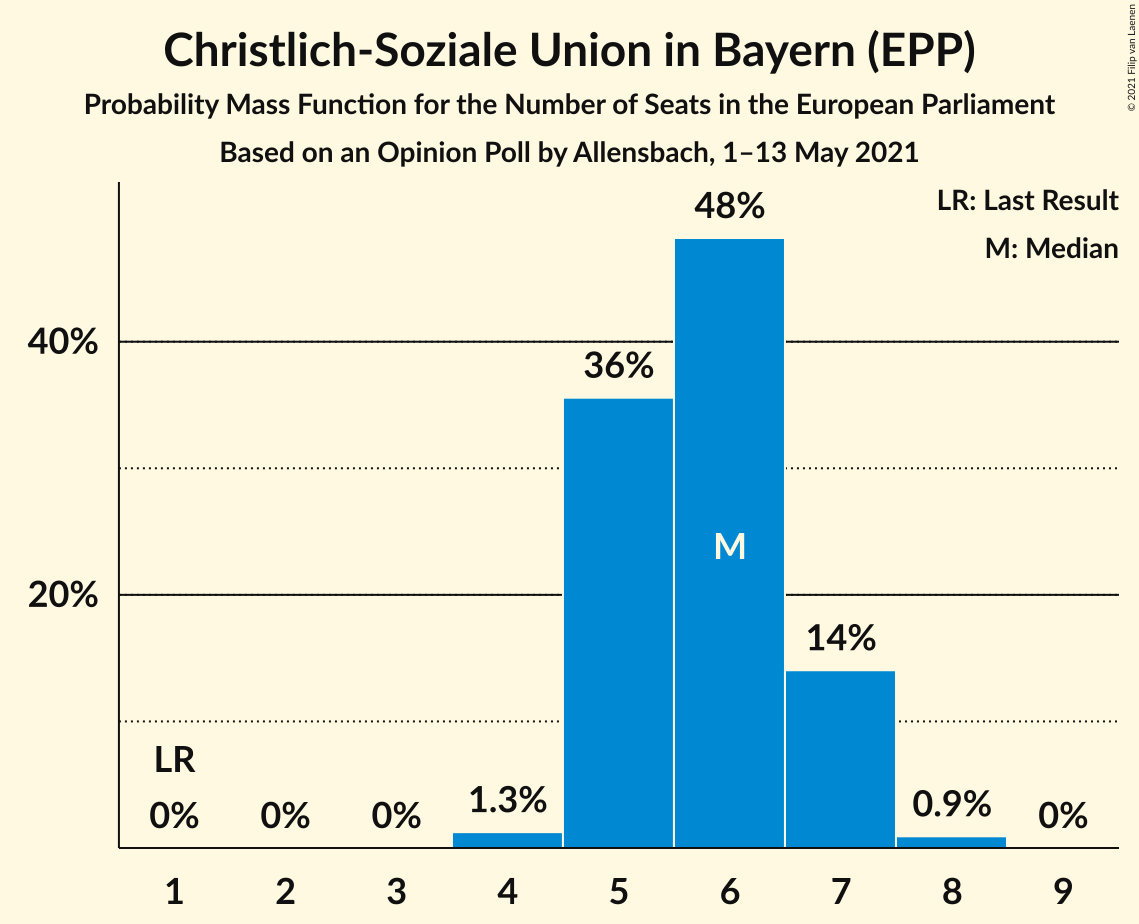 Christlich-Soziale Union in Bayern (EPP)
Probability Mass Function for the Number of Seats in the European Parliament
Based on an Opinion Poll by Allensbach, 1–13 May 2021
© 2021 Filip van Laenen
LR: Last Result
M: Median
48%
40%
36%
M
20%
14%
LR
0% 0% 0% 1.3% 0.9% 0%
1 2 3 4 5 6 7 8 9